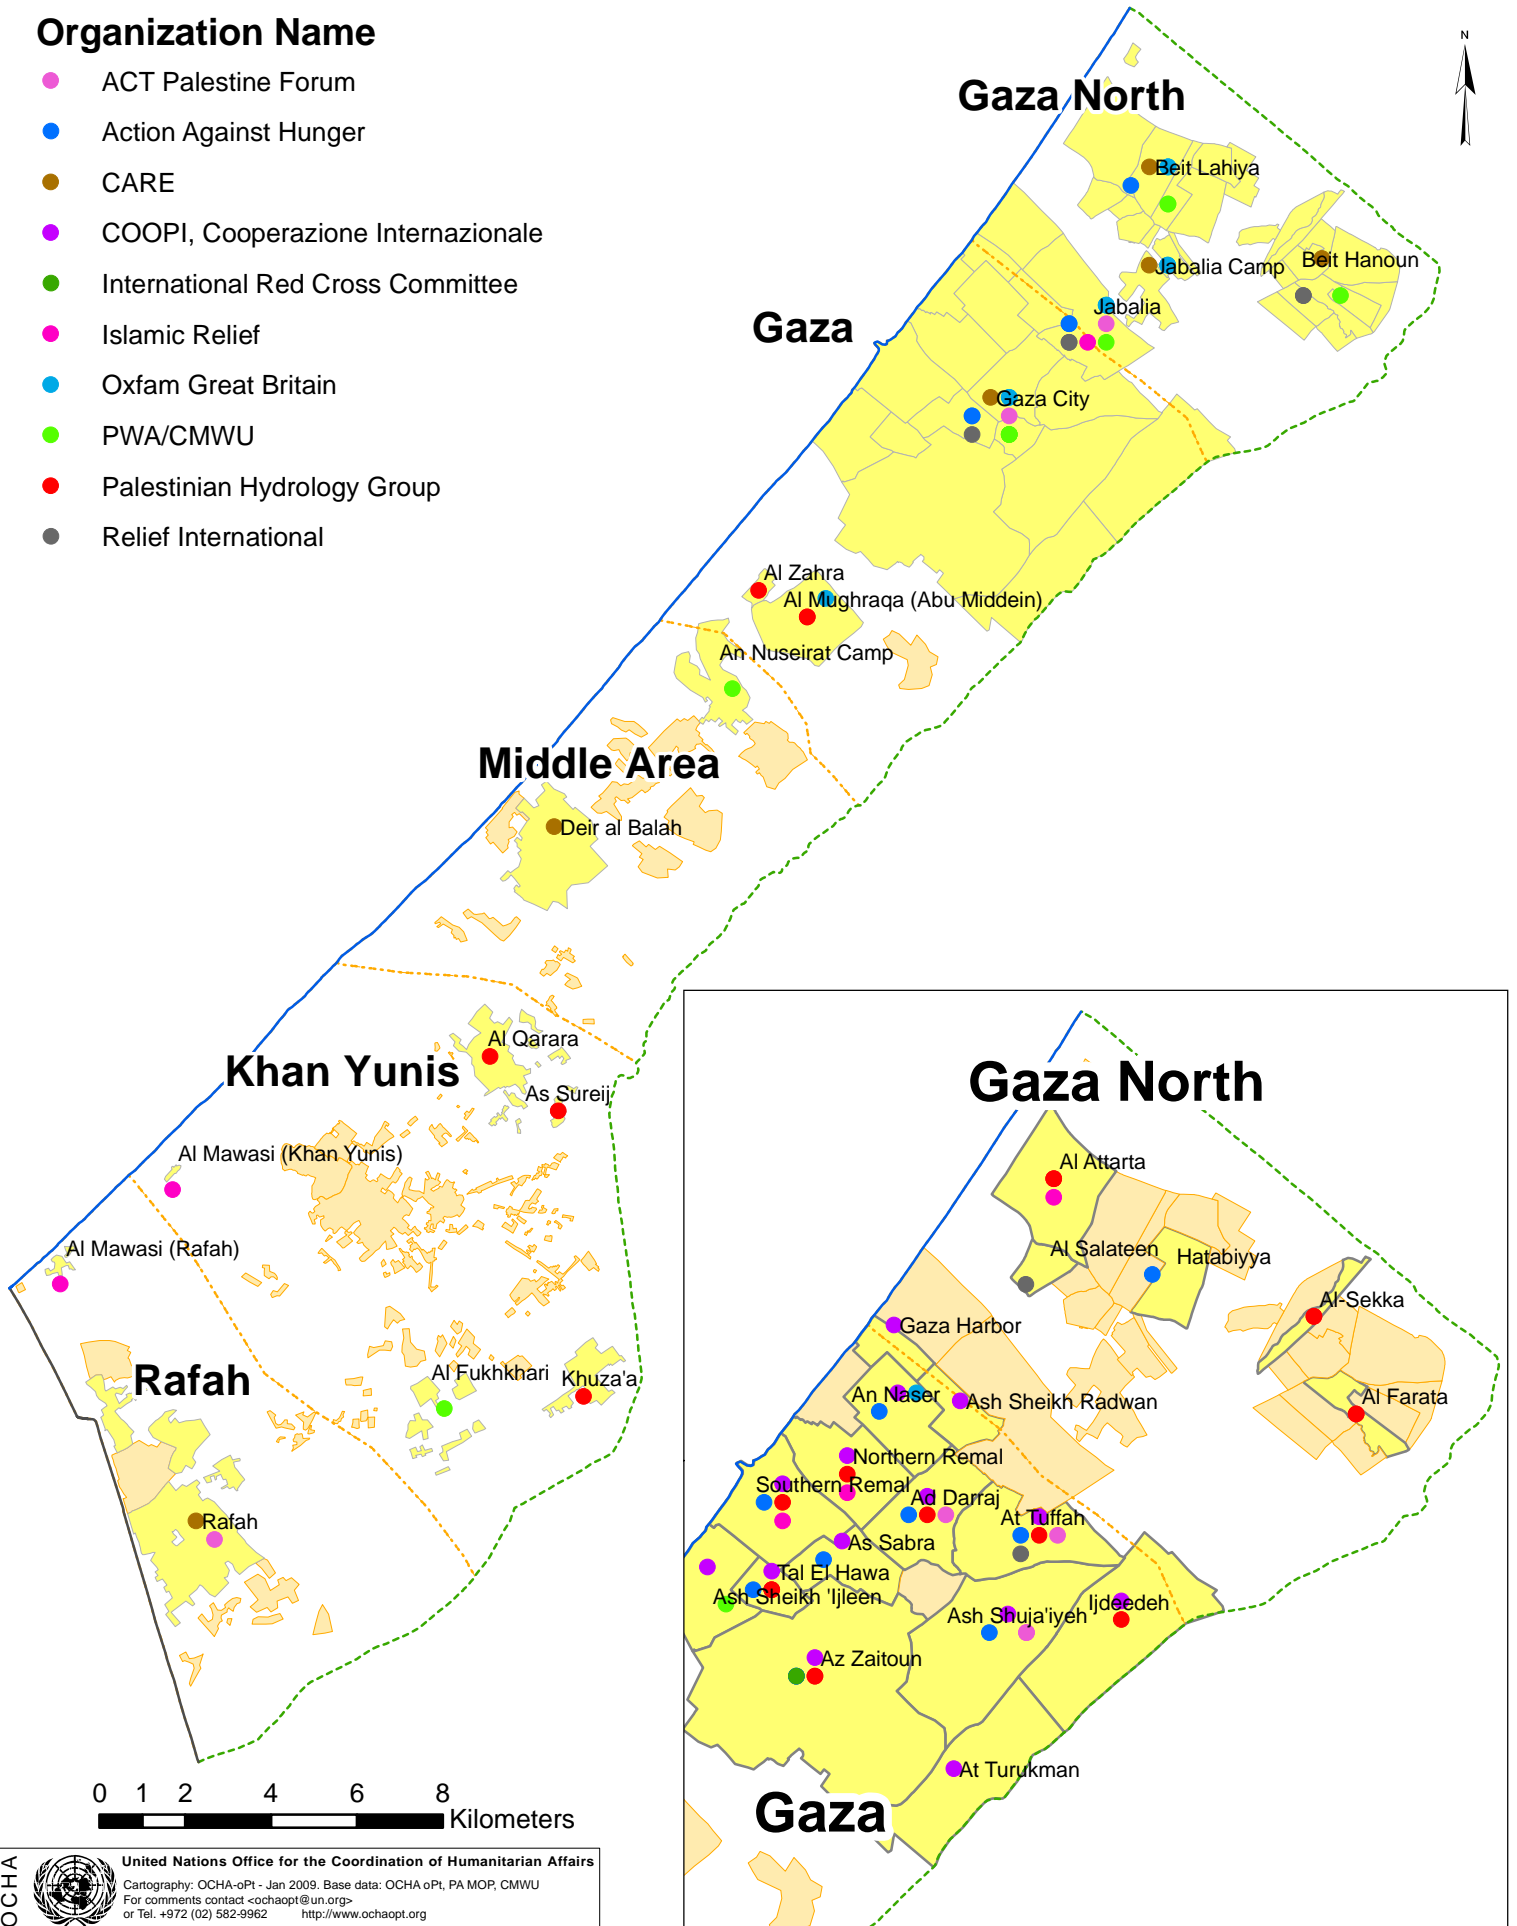 Organization Name
ACT Palestine Forum
Action Against Hunger
CARE
COOPI, Cooperazione Internazionale
International Red Cross Committee
Islamic Relief
Oxfam Great Britain
PWA/CMWU
Palestinian Hydrology Group
Relief International
N
Gaza North
Beit Lahiya
Jabalia Camp
Beit Hanoun
Jabalia
Gaza
Gaza City
Al Zahra
Al Mughraqa (Abu Middein)
An Nuseirat Camp
Middle Area
Deir al Balah
Al Qarara
Khan Yunis
As Sureij
Al Mawasi (Khan Yunis)
Al Mawasi (Rafah)
Al Fukhkhari
Khuza'a
Rafah
Rafah
Gaza North
Al Attarta
Al Salateen
Hatabiyya
Al-Sekka
Gaza Harbor
An Naser
Ash Sheikh Radwan
Al Farata
Northern Remal
Southern Remal
Ad Darraj
At Tuffah
As Sabra
Tal El Hawa
Ash Sheikh 'Ijleen
Ash Shuja'iyeh
Ijdeedeh
Az Zaitoun
At Turukman
Gaza
0 1 2 4 6 8
Kilometers
OCHA
United Nations Office for the Coordination of Humanitarian Affairs
Cartography: OCHA-oPt - Jan 2009. Base data: OCHA oPt, PA MOP, CMWU
For comments contact <ochaopt@un.org>
or Tel. +972 (02) 582-9962 http://www.ochaopt.org